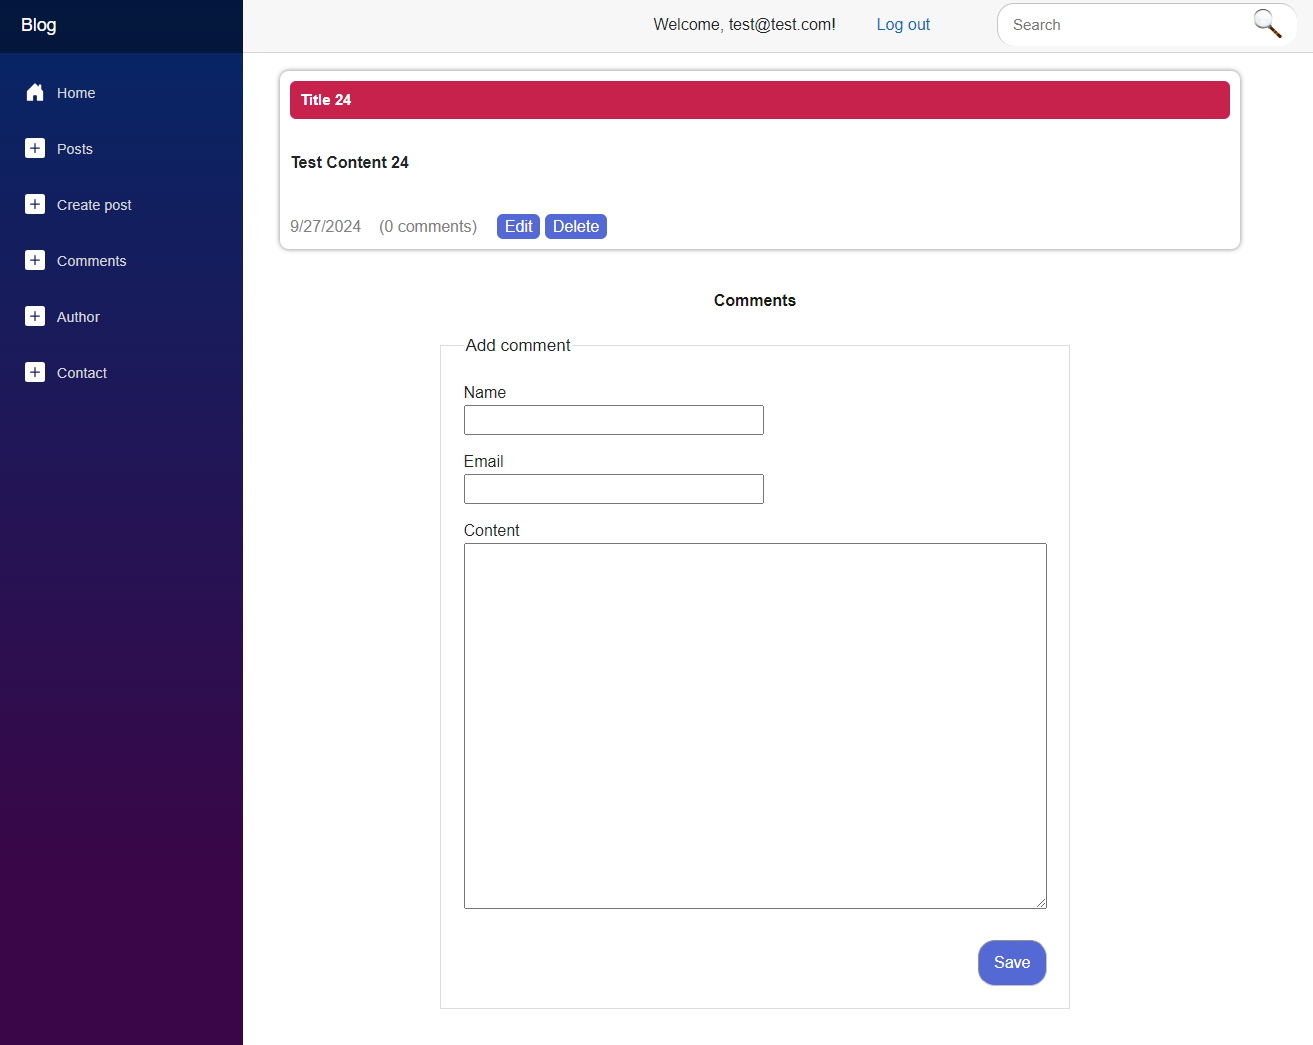 Blog
Welcome, test@test.com! Log out Search
Home
Posts
Create post
Comments
Author
Contact
Title 24
Test Content 24
9/27/2024 (0 comments) Edit Delete
Comments
Add comment
Name
Email
Content
Save